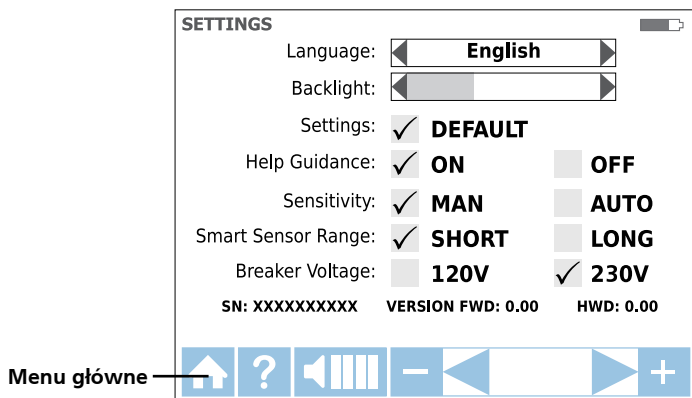 SETTINGS
Language: English
Backlight:
Settings: ✓ DEFAULT
Help Guidance: ✓ ON OFF
Sensitivity: ✓ MAN AUTO
Smart Sensor Range: ✓ SHORT LONG
Breaker Voltage: 120V ✓ 230V
SN: XXXXXXXXXX VERSION FWD: 0.00 HWD: 0.00
Menu główne ? − +